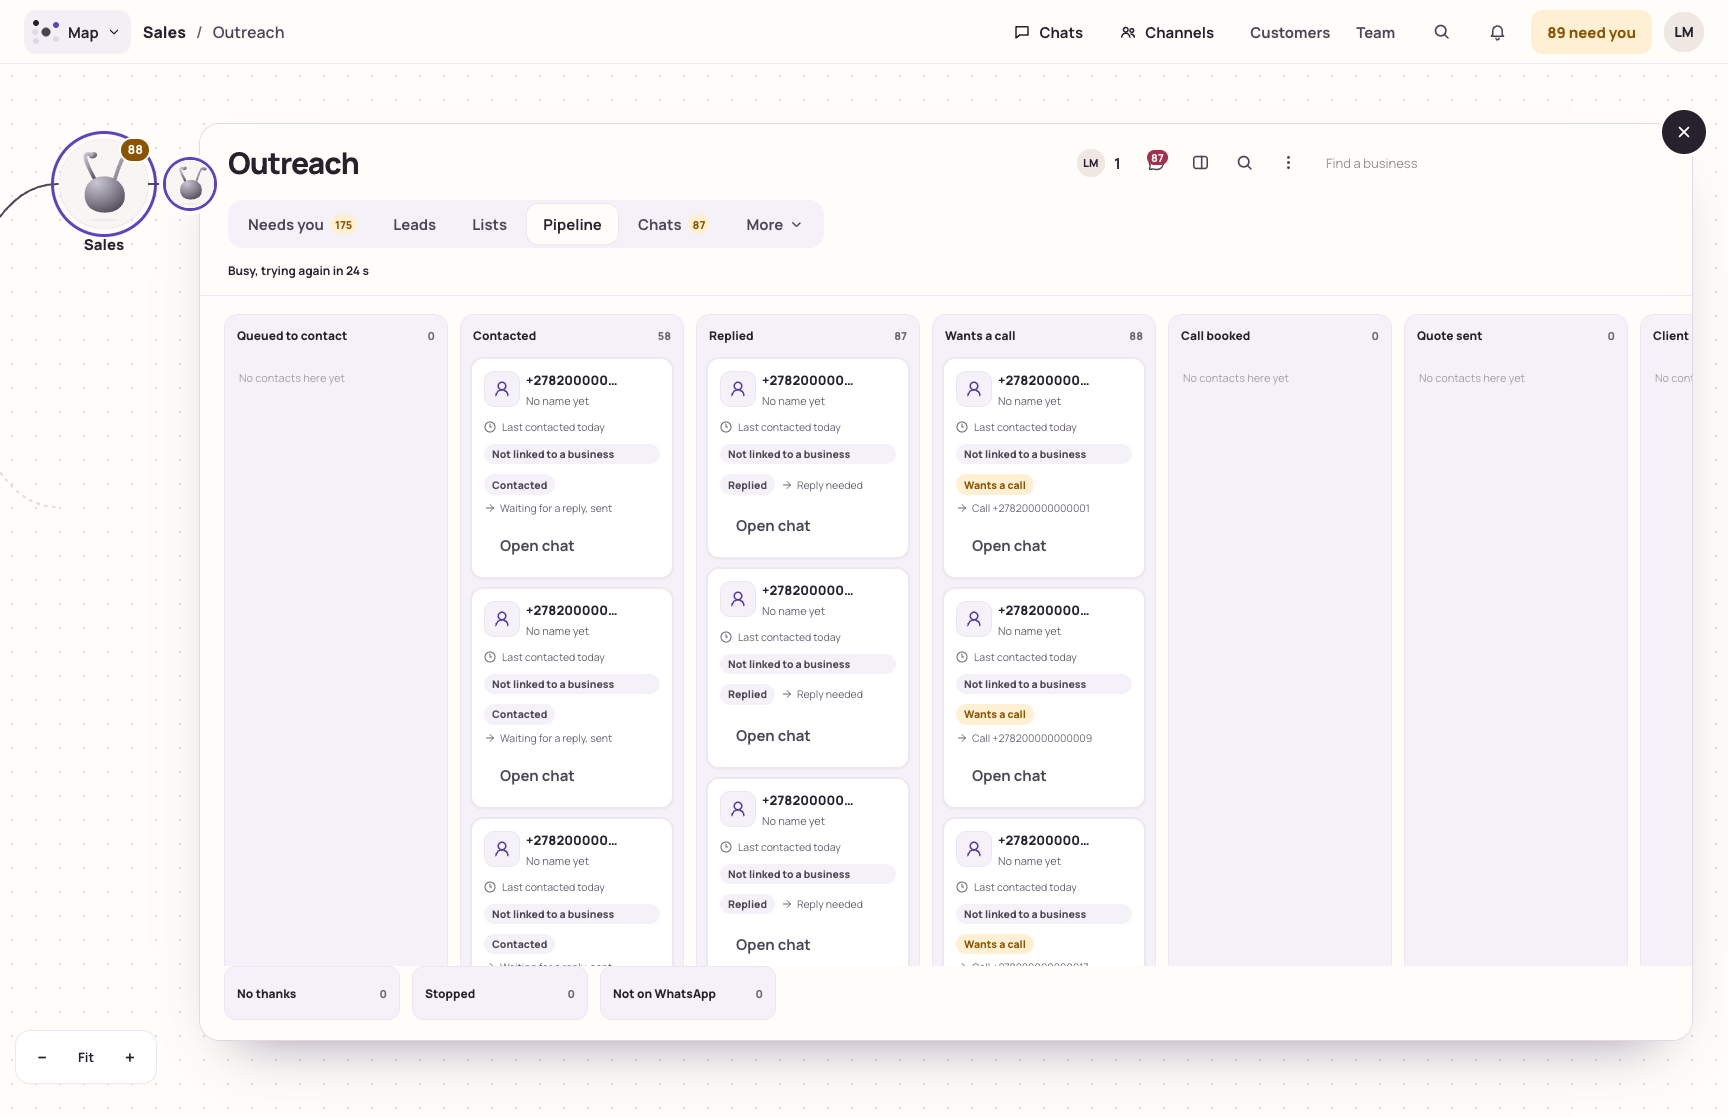 Map
Sales / Outreach
Chats
Channels
Customers
Team
89 need you
LM
88
Sales
Outreach
LM 1
87
Find a business
Needs you 175
Leads
Lists
Pipeline
Chats 87
More
Busy, trying again in 24 s
Queued to contact 0
No contacts here yet
Contacted 58
+278200000...
No name yet
Last contacted today
Not linked to a business
Contacted
Waiting for a reply, sent
Open chat
+278200000...
No name yet
Last contacted today
Not linked to a business
Contacted
Waiting for a reply, sent
Open chat
+278200000...
No name yet
Last contacted today
Not linked to a business
Contacted
Waiting for a reply, sent
Replied 87
+278200000...
No name yet
Last contacted today
Not linked to a business
Replied Reply needed
Open chat
+278200000...
No name yet
Last contacted today
Not linked to a business
Replied Reply needed
Open chat
+278200000...
No name yet
Last contacted today
Not linked to a business
Replied Reply needed
Open chat
Wants a call 88
+278200000...
No name yet
Last contacted today
Not linked to a business
Wants a call
Call +278200000000001
Open chat
+278200000...
No name yet
Last contacted today
Not linked to a business
Wants a call
Call +278200000000009
Open chat
+278200000...
No name yet
Last contacted today
Not linked to a business
Wants a call
Call +278200000000017
Call booked 0
No contacts here yet
Quote sent 0
No contacts here yet
Client
No cont
No thanks 0
Stopped 0
Not on WhatsApp 0
− Fit +